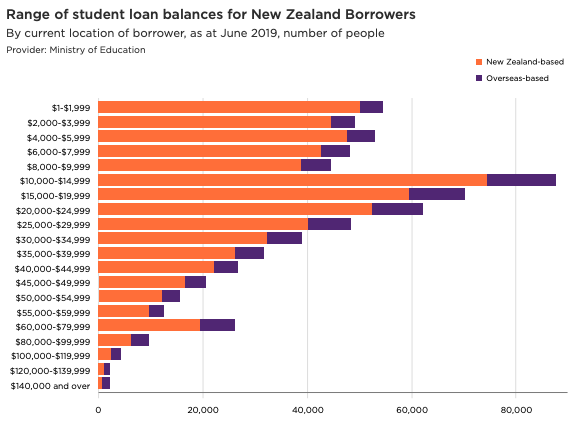 Range of student loan balances for New Zealand Borrowers
By current location of borrower, as at June 2019, number of people
Provider: Ministry of Education
New Zealand-based
Overseas-based
$1-$1,999
$2,000-$3,999
$4,000-$5,999
$6,000-$7,999
$8,000-$9,999
$10,000-$14,999
$15,000-$19,999
$20,000-$24,999
$25,000-$29,999
$30,000-$34,999
$35,000-$39,999
$40,000-$44,999
$45,000-$49,999
$50,000-$54,999
$55,000-$59,999
$60,000-$79,999
$80,000-$99,999
$100,000-$119,999
$120,000-$139,999
$140,000 and over
0 20,000 40,000 60,000 80,000